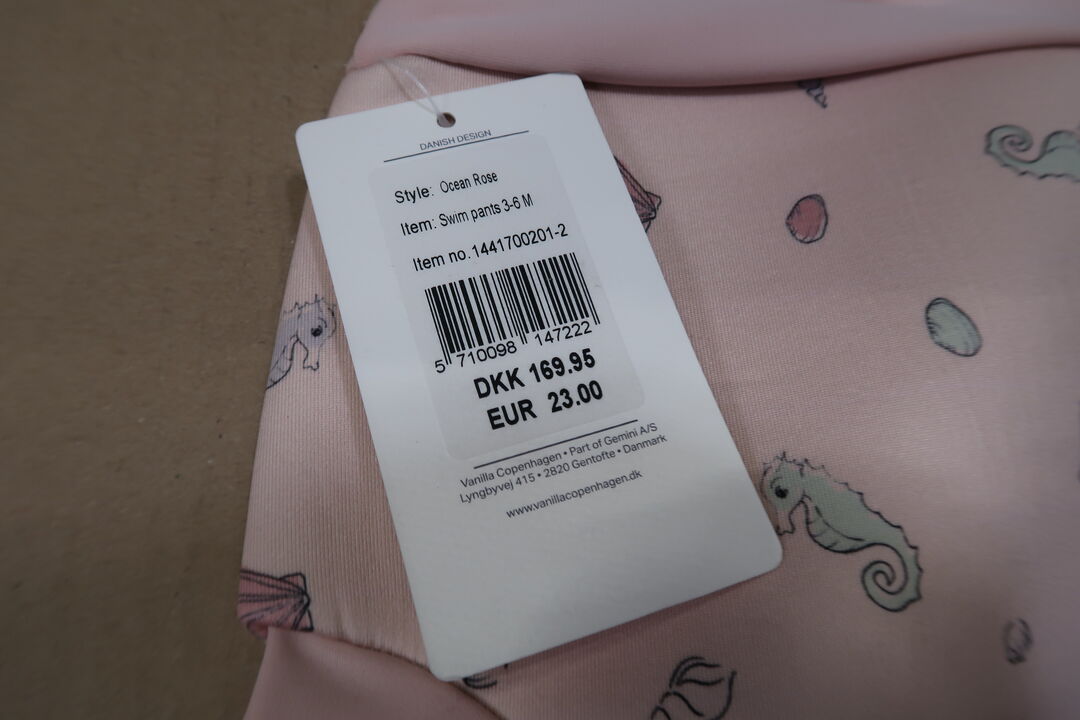 DANISH DESIGN
Style: Ocean Rose
Item: Swim pants 3-6 M
Item no. 1441700201-2
5 710098 147222
DKK 169.95
EUR 23.00
Vanilla Copenhagen • Part of Gemini A/S
Lyngbyvej 415 • 2820 Gentofte • Danmark
www.vanillacopenhagen.dk